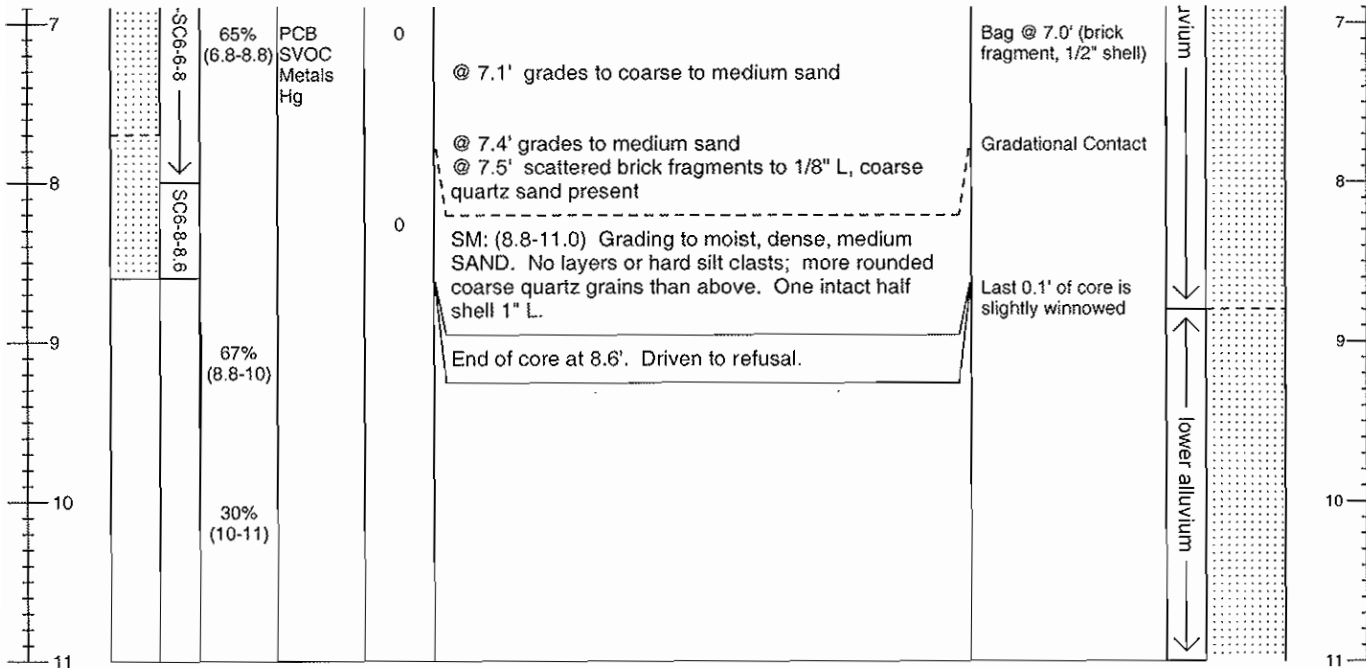 7
-SC6-6-8
65%
(6.8-8.8)
PCB
SVOC
Metals
Hg
0
@ 7.1' grades to coarse to medium sand
Bag @ 7.0' (brick
fragment, 1/2" shell)
7
@ 7.4' grades to medium sand
@ 7.5' scattered brick fragments to 1/8" L, coarse
quartz sand present
Gradational Contact
8
SC6-8-8.6
0
SM: (8.8-11.0) Grading to moist, dense, medium
SAND. No layers or hard silt clasts; more rounded
coarse quartz grains than above. One intact half
shell 1" L.
Last 0.1' of core is
slightly winnowed
8
9
67%
(8.8-10)
End of core at 8.6'. Driven to refusal.
9
lower alluvium
10
30%
(10-11)
10
11
11